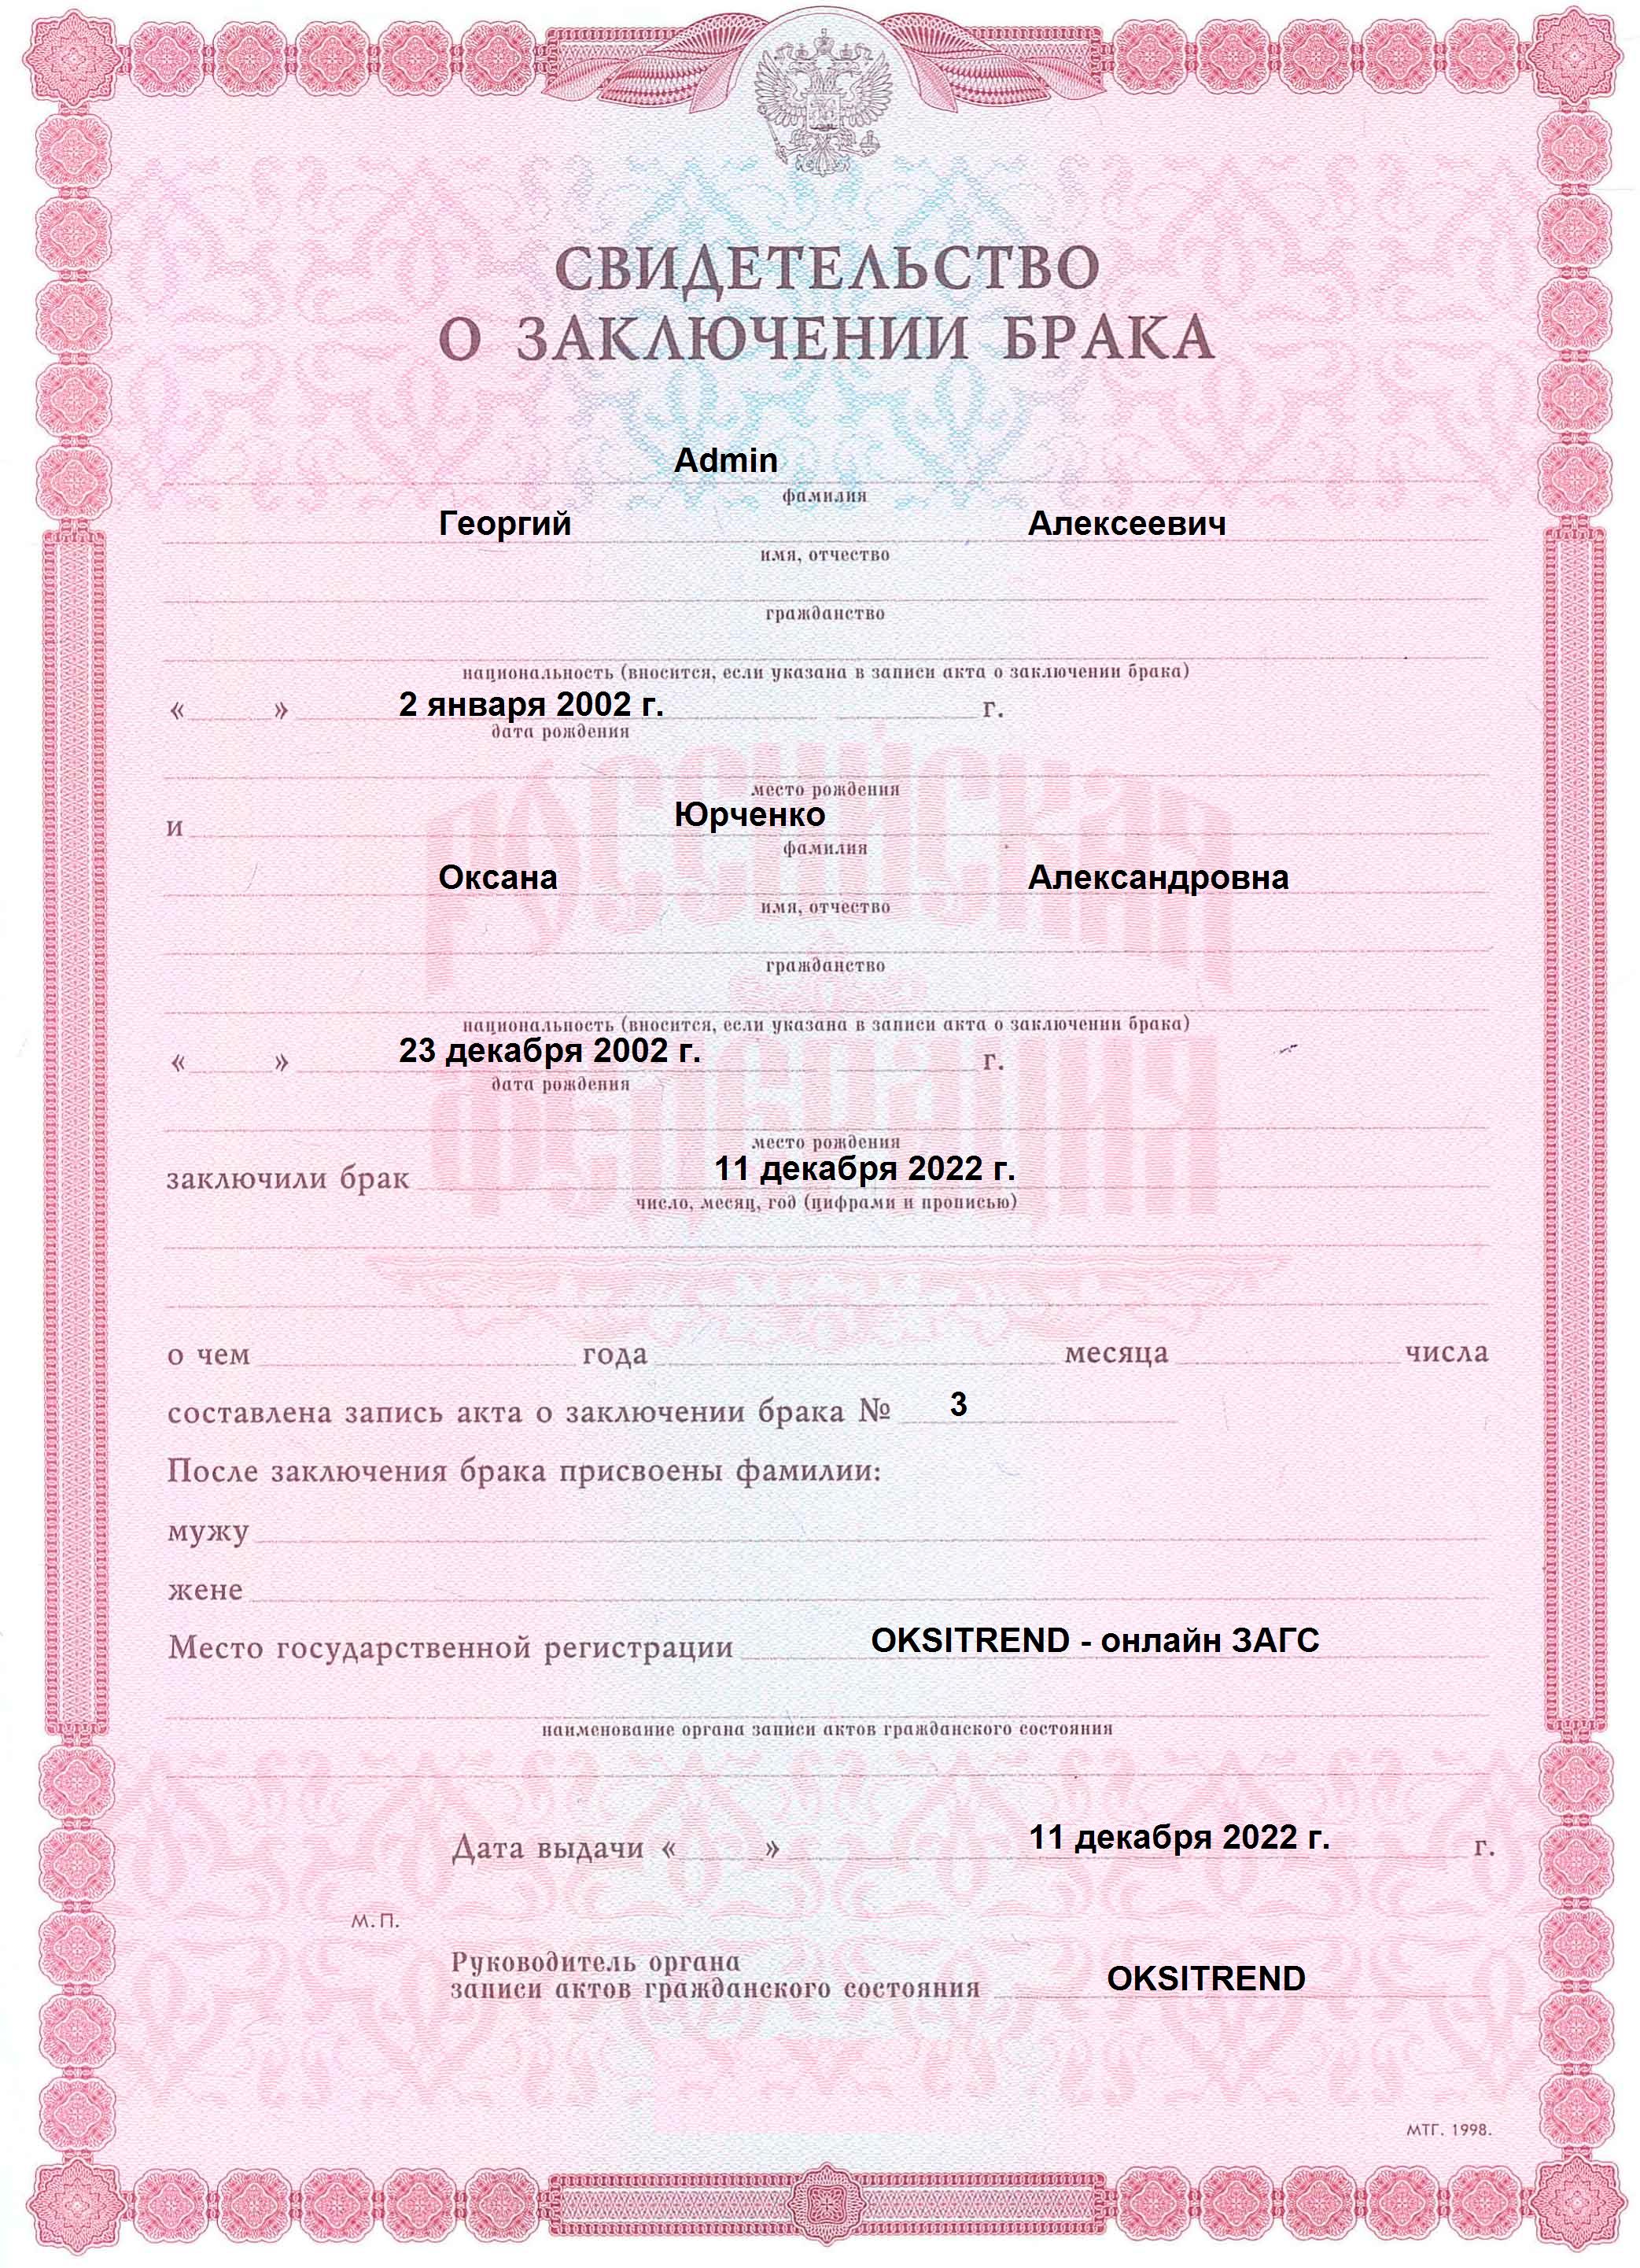 СВИДЕТЕЛЬСТВО
О ЗАКЛЮЧЕНИИ БРАКА
Admin
фамилия
Георгий Алексеевич
имя, отчество
гражданство
национальность (вносится, если указана в записи акта о заключении брака)
« » 2 января 2002 г. г.
дата рождения
место рождения
и Юрченко
фамилия
Оксана Александровна
имя, отчество
гражданство
национальность (вносится, если указана в записи акта о заключении брака)
« » 23 декабря 2002 г. г.
дата рождения
место рождения
заключили брак 11 декабря 2022 г.
число, месяц, год (цифрами и прописью)
о чем года месяца числа
составлена запись акта о заключении брака № 3
После заключения брака присвоены фамилии:
мужу
жене
Место государственной регистрации OKSITREND - онлайн ЗАГС
наименование органа записи актов гражданского состояния
Дата выдачи « » 11 декабря 2022 г. г.
М.П.
Руководитель органа
записи актов гражданского состояния OKSITREND
МТГ. 1998.
РОССИЙСКАЯ
ФЕДЕРАЦИЯ